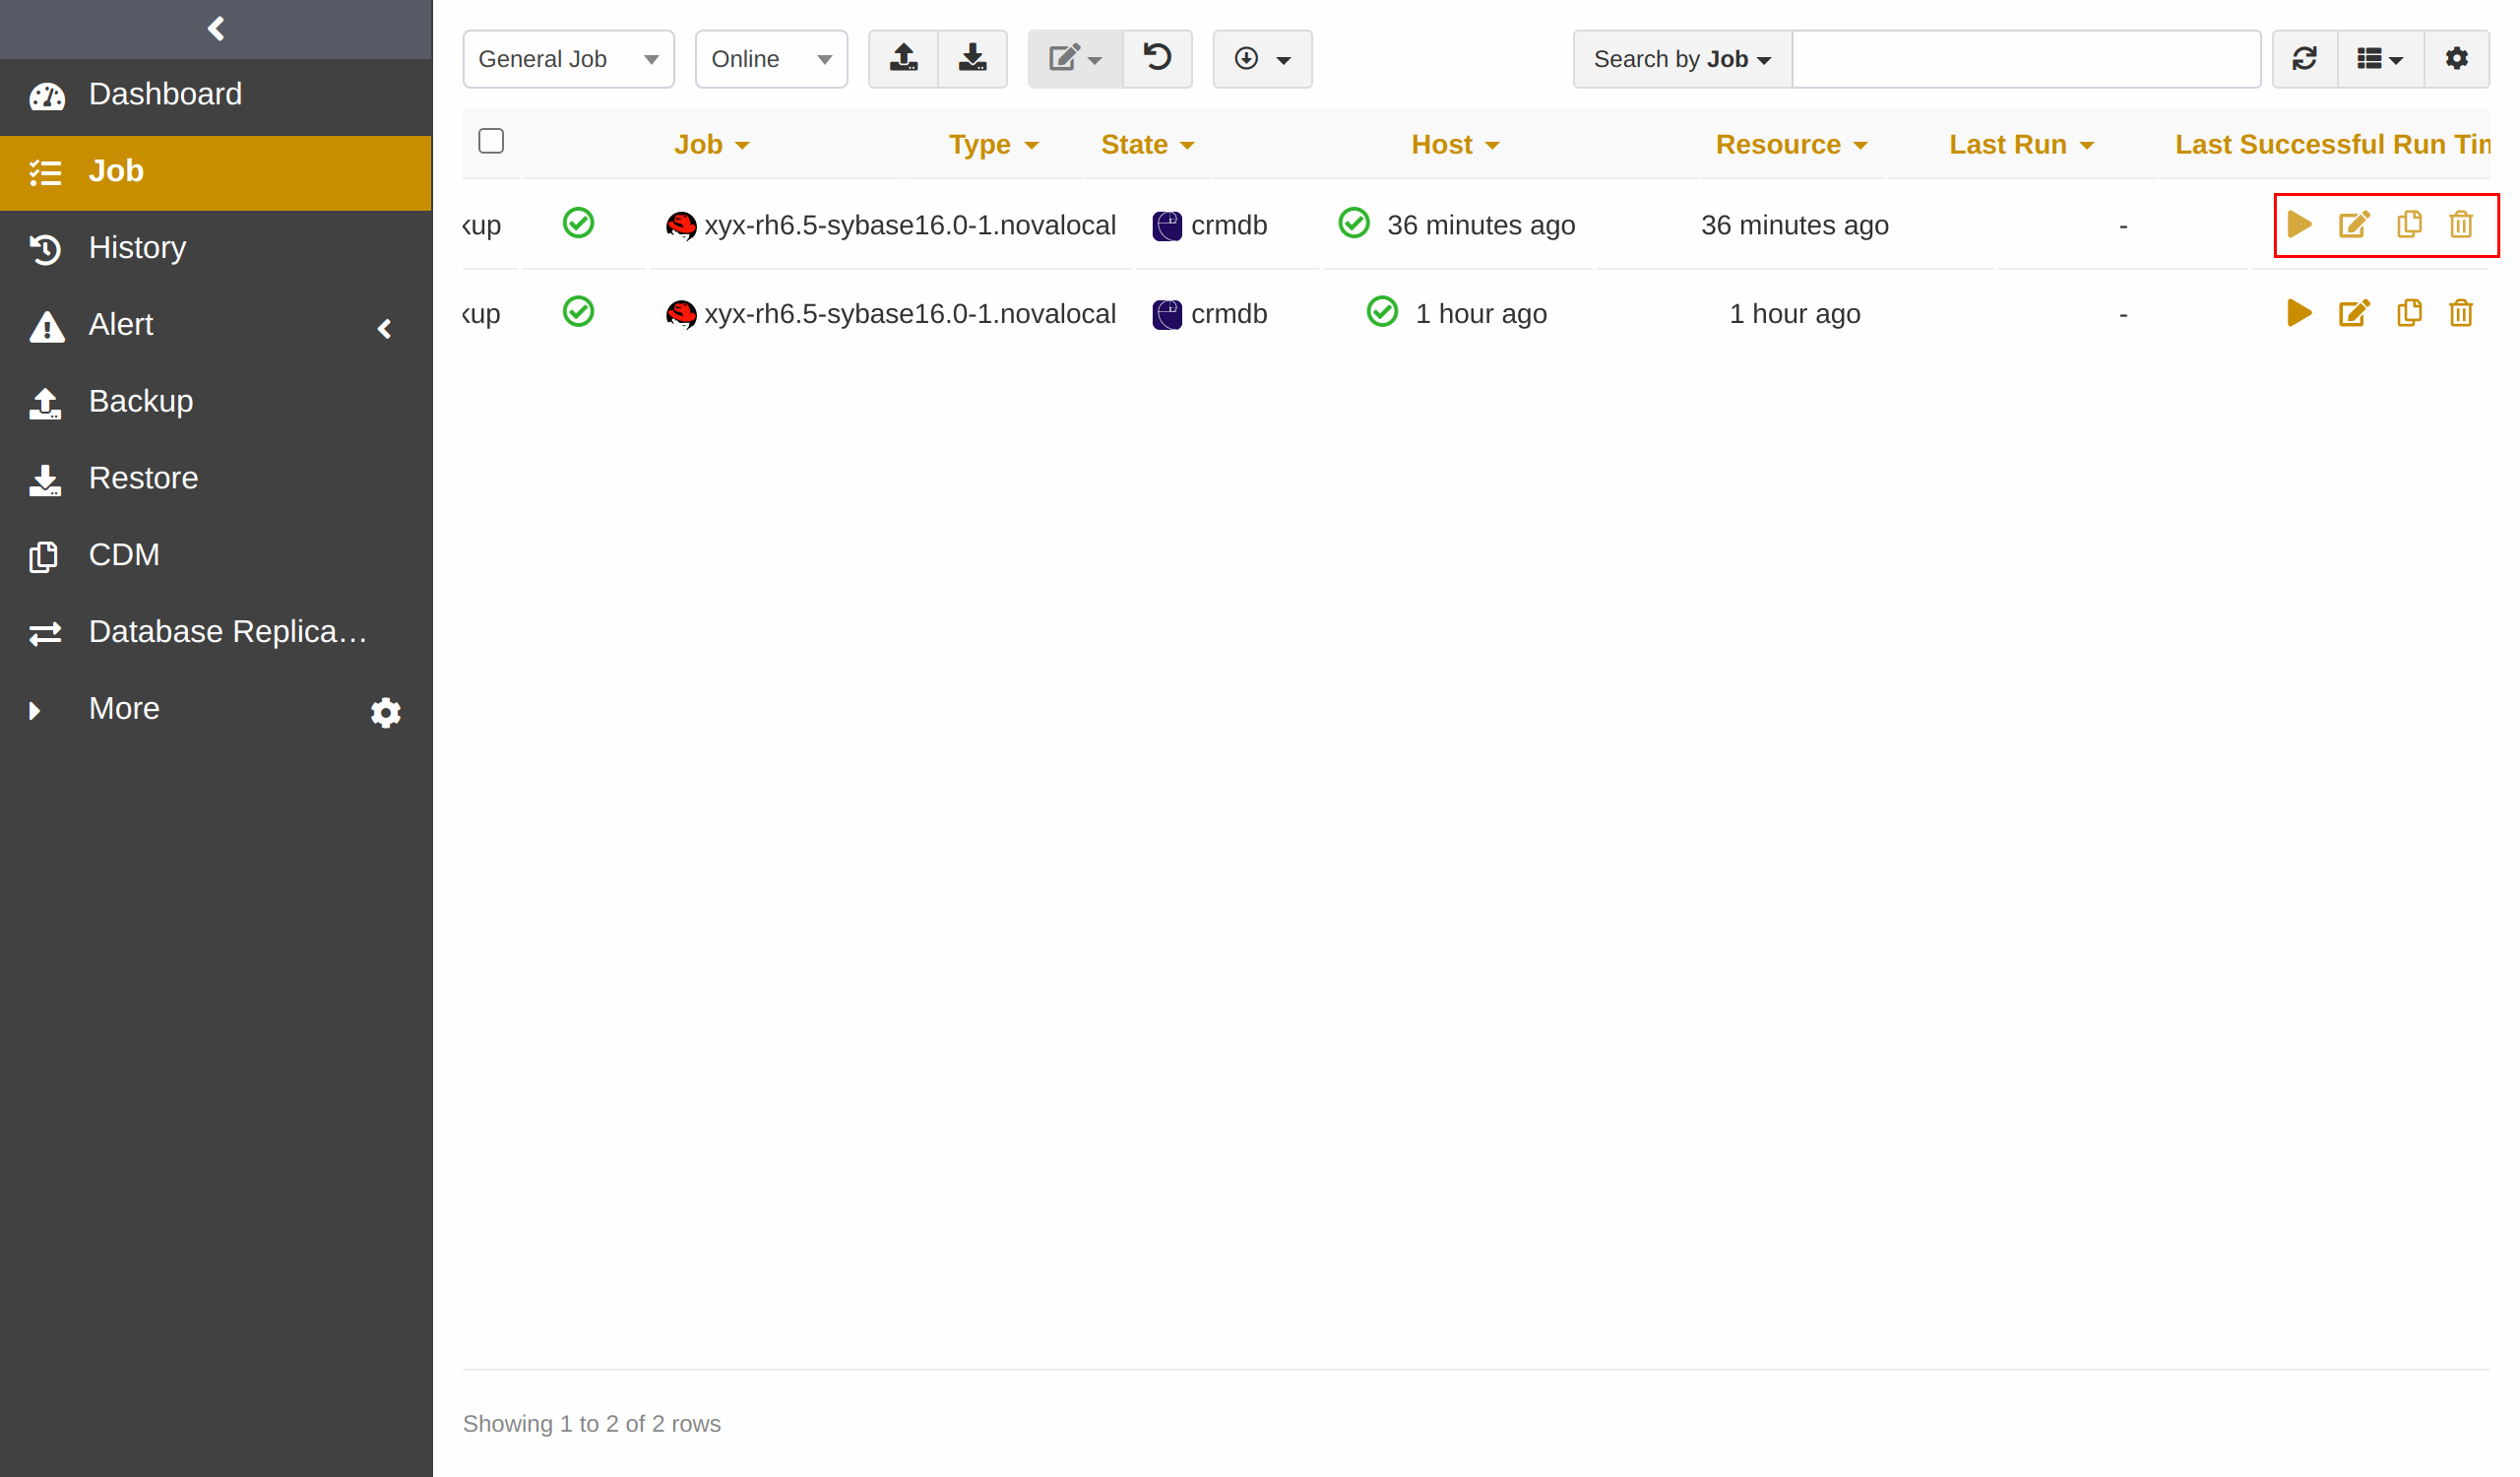 Dashboard
Job
History
Alert
Backup
Restore
CDM
Database Replica…
More
General Job
Online
Search by Job
Job Type State Host Resource Last Run Last Successful Run
xyx-rh6.5-sybase16.0-1.novalocal crmdb 36 minutes ago 36 minutes ago -
xyx-rh6.5-sybase16.0-1.novalocal crmdb 1 hour ago 1 hour ago -
Showing 1 to 2 of 2 rows